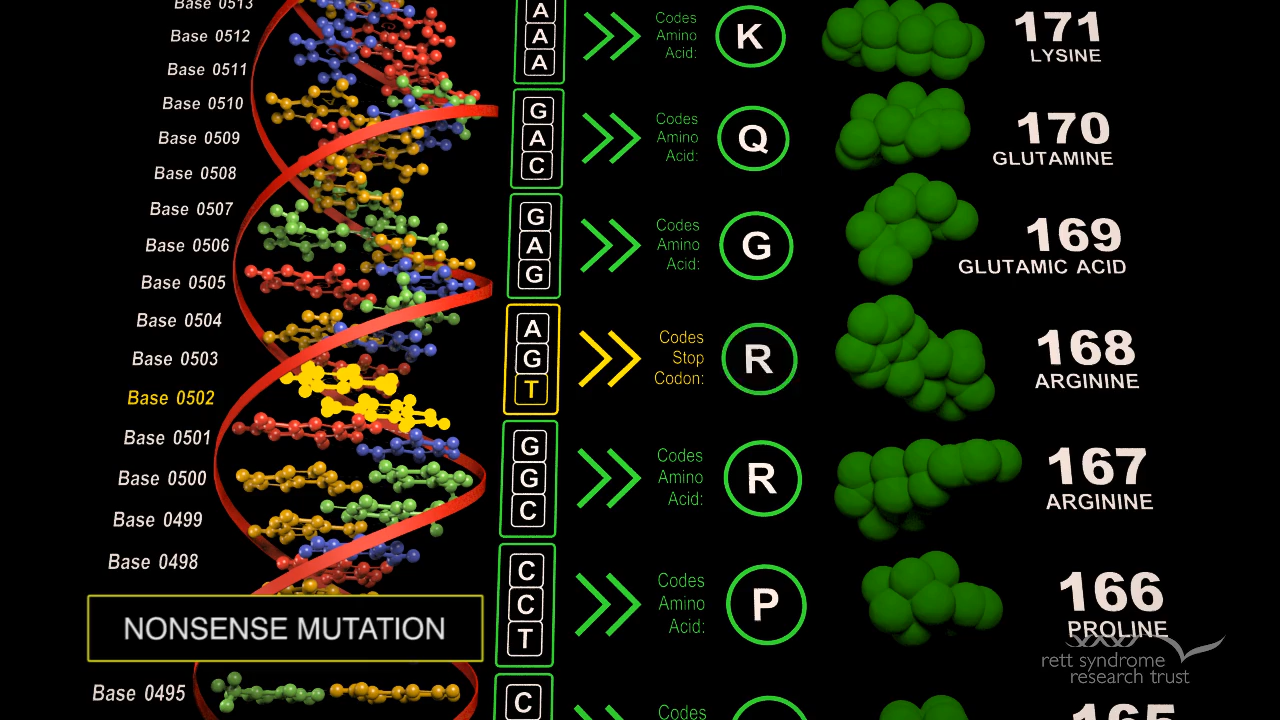 Base 0513
Base 0512
Base 0511
Base 0510
Base 0509
Base 0508
Base 0507
Base 0506
Base 0505
Base 0504
Base 0503
Base 0502
Base 0501
Base 0500
Base 0499
Base 0498
NONSENSE MUTATION
Base 0495
A
A
A
Codes
Amino
Acid:
K
171
LYSINE
G
A
C
Codes
Amino
Acid:
Q
170
GLUTAMINE
G
A
G
Codes
Amino
Acid:
G
169
GLUTAMIC ACID
A
G
T
Codes
Stop
Codon:
R
168
ARGININE
G
G
C
Codes
Amino
Acid:
R
167
ARGININE
C
C
T
Codes
Amino
Acid:
P
166
PROLINE
C
Codes
165
rett syndrome
research trust